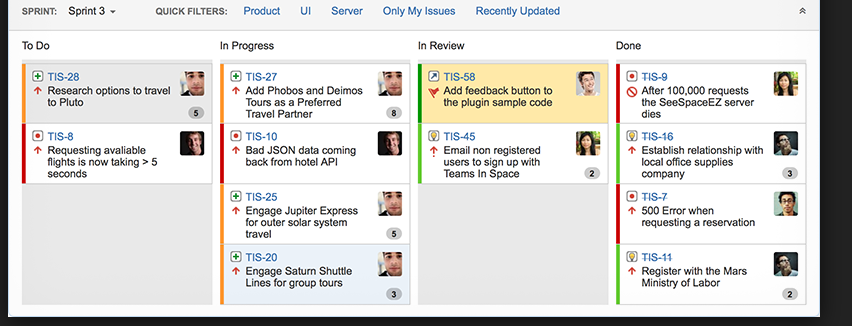 SPRINT: Sprint 3 QUICK FILTERS: Product UI Server Only My Issues Recently Updated
To Do
TIS-28
Research options to travel
to Pluto
5
TIS-8
Requesting avaliable
flights is now taking > 5
seconds
In Progress
TIS-27
Add Phobos and Deimos
Tours as a Preferred
Travel Partner
8
TIS-10
Bad JSON data coming
back from hotel API
TIS-25
Engage Jupiter Express
for outer solar system
travel
5
TIS-20
Engage Saturn Shuttle
Lines for group tours
3
In Review
TIS-58
Add feedback button to
the plugin sample code
TIS-45
Email non registered
users to sign up with
Teams In Space
2
Done
TIS-9
After 100,000 requests
the SeeSpaceEZ server
dies
TIS-16
Establish relationship with
local office supplies
company
3
TIS-7
500 Error when
requesting a reservation
TIS-11
Register with the Mars
Ministry of Labor
2